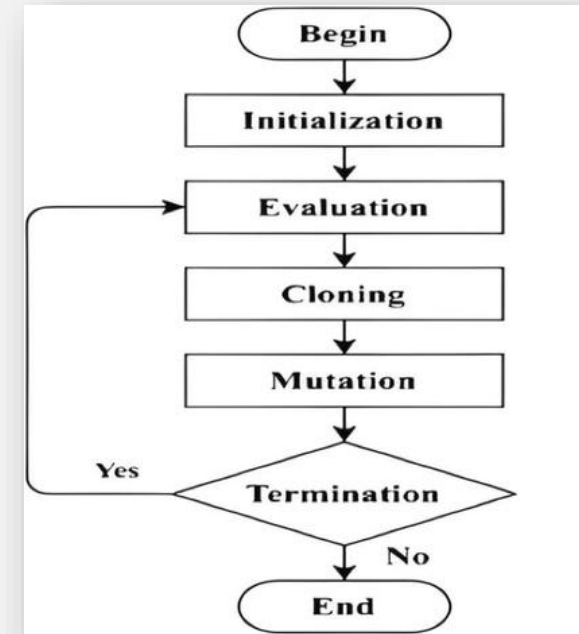 Begin
Initialization
Evaluation
Cloning
Mutation
Yes
Termination
No
End